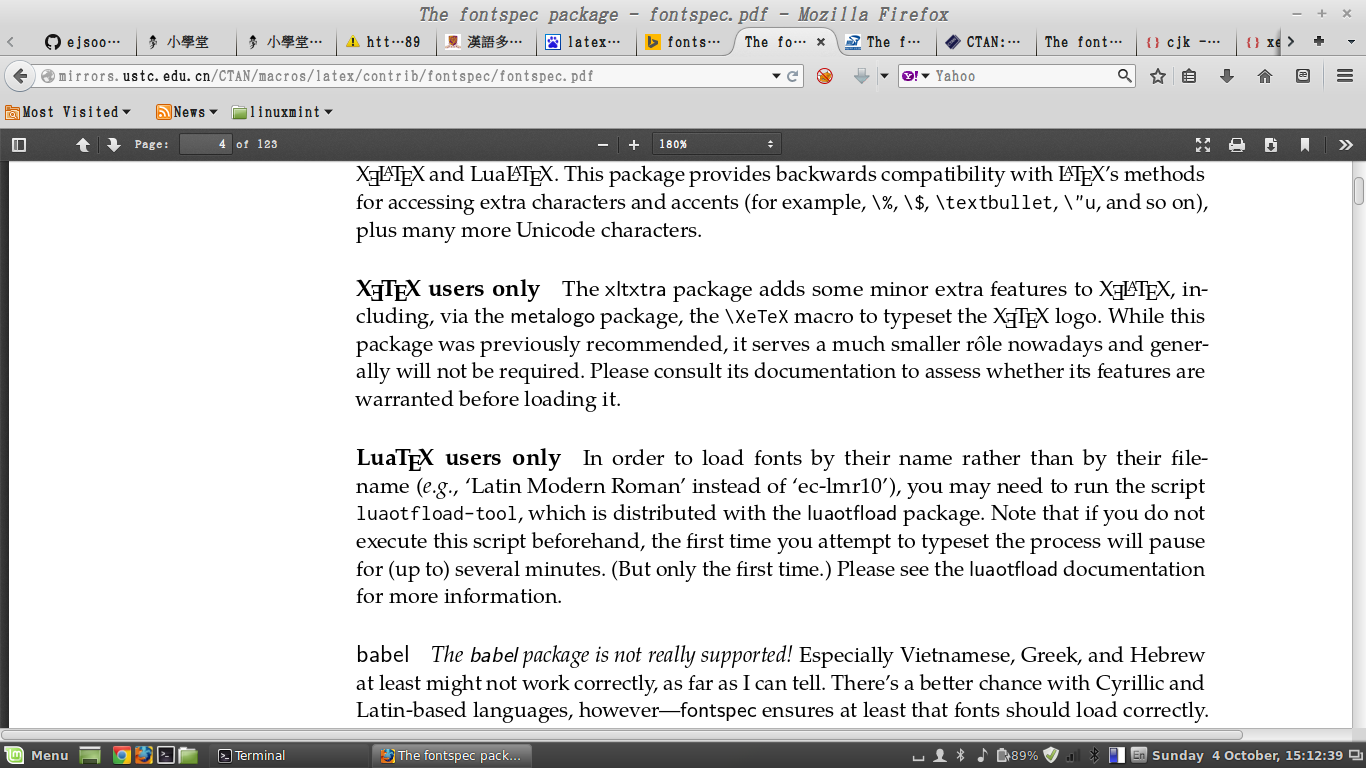 The fontspec package - fontspec.pdf - Mozilla Firefox
ejsoo··· 小學堂 小學堂··· htt···89 漢語多··· latex··· fonts··· The fo··· The f··· CTAN:··· The font··· cjk -··· xe
mirrors.ustc.edu.cn/CTAN/macros/latex/contrib/fontspec/fontspec.pdf Yahoo
Most Visited News linuxmint
Page: 4 of 123 180%
XƎLATEX and LuaLATEX. This package provides backwards compatibility with LATEX's methods
for accessing extra characters and accents (for example, \%, \$, \textbullet, \"u, and so on),
plus many more Unicode characters.
XƎTEX users only The xltxtra package adds some minor extra features to XƎLATEX, in-
cluding, via the metalogo package, the \XeTeX macro to typeset the XƎTEX logo. While this
package was previously recommended, it serves a much smaller rôle nowadays and gener-
ally will not be required. Please consult its documentation to assess whether its features are
warranted before loading it.
LuaTEX users only In order to load fonts by their name rather than by their file-
name (e.g., ‘Latin Modern Roman’ instead of ‘ec-lmr10’), you may need to run the script
luaotfload-tool, which is distributed with the luaotfload package. Note that if you do not
execute this script beforehand, the first time you attempt to typeset the process will pause
for (up to) several minutes. (But only the first time.) Please see the luaotfload documentation
for more information.
babel The babel package is not really supported! Especially Vietnamese, Greek, and Hebrew
at least might not work correctly, as far as I can tell. There's a better chance with Cyrillic and
Latin-based languages, however—fontspec ensures at least that fonts should load correctly.
Menu Terminal The fontspec pack... 89% En Sunday 4 October, 15:12:39